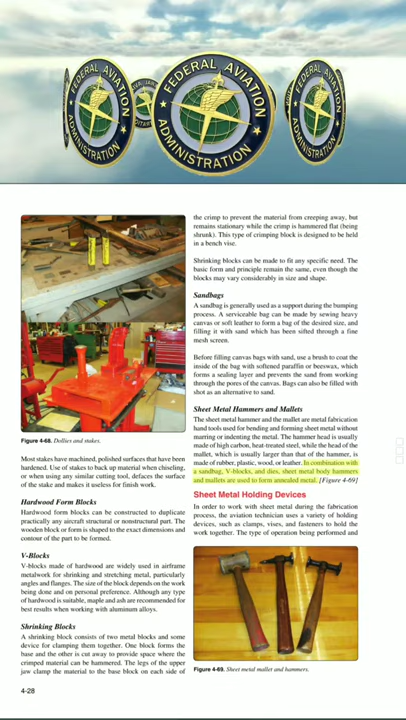 FEDERAL AVIATION
ADMINISTRATION
FEDERAL AVIATION
ADMINISTRATION
FEDERAL AVIATION
ADMINISTRATION
Figure 4-68. Dollies and stakes.
Most stakes have machined, polished surfaces that have been
hardened. Use of stakes to back up material when chiseling,
or when using any similar cutting tool, defaces the surface
of the stake and makes it useless for finish work.
Hardwood Form Blocks
Hardwood form blocks can be constructed to duplicate
practically any aircraft structural or nonstructural part. The
wooden block or form is shaped to the exact dimensions and
contour of the part to be formed.
V-Blocks
V-blocks made of hardwood are widely used in airframe
metalwork for shrinking and stretching metal, particularly
angles and flanges. The size of the block depends on the work
being done and on personal preference. Although any type
of hardwood is suitable, maple and ash are recommended for
best results when working with aluminum alloys.
Shrinking Blocks
A shrinking block consists of two metal blocks and some
device for clamping them together. One block forms the
base and the other is cut away to provide space where the
crimped material can be hammered. The legs of the upper
jaw clamp the material to the base block on each side of
the crimp to prevent the material from creeping away, but
remains stationary while the crimp is hammered flat (being
shrunk). This type of crimping block is designed to be held
in a bench vise.
Shrinking blocks can be made to fit any specific need. The
basic form and principle remain the same, even though the
blocks may vary considerably in size and shape.
Sandbags
A sandbag is generally used as a support during the bumping
process. A serviceable bag can be made by sewing heavy
canvas or soft leather to form a bag of the desired size, and
filling it with sand which has been sifted through a fine
mesh screen.
Before filling canvas bags with sand, use a brush to coat the
inside of the bag with softened paraffin or beeswax, which
forms a sealing layer and prevents the sand from working
through the pores of the canvas. Bags can also be filled with
shot as an alternative to sand.
Sheet Metal Hammers and Mallets
The sheet metal hammer and the mallet are metal fabrication
hand tools used for bending and forming sheet metal without
marring or indenting the metal. The hammer head is usually
made of high carbon, heat-treated steel, while the head of the
mallet, which is usually larger than that of the hammer, is
made of rubber, plastic, wood, or leather. In combination with
a sandbag, V-blocks, and dies, sheet metal body hammers
and mallets are used to form annealed metal. [Figure 4-69]
Sheet Metal Holding Devices
In order to work with sheet metal during the fabrication
process, the aviation technician uses a variety of holding
devices, such as clamps, vises, and fasteners to hold the
work together. The type of operation being performed and
Figure 4-69. Sheet metal mallet and hammers.
4-28